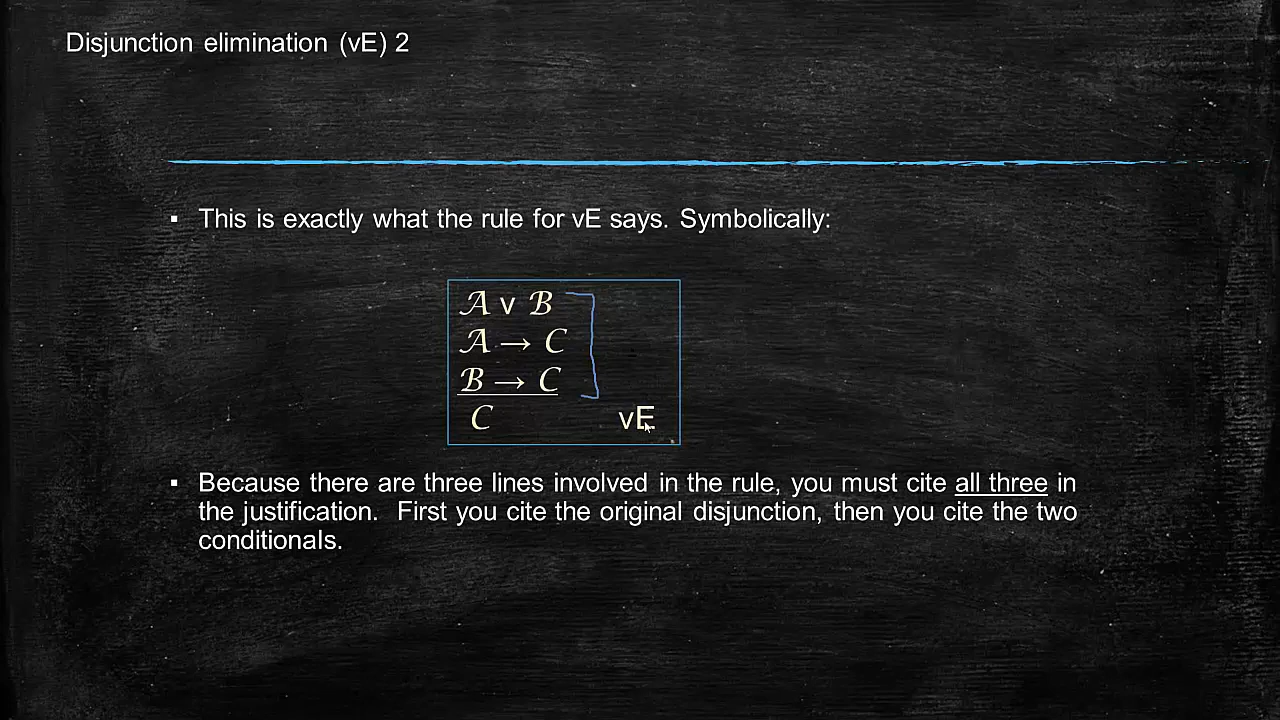 Disjunction elimination (vE) 2
▪ This is exactly what the rule for vE says. Symbolically:
𝒜 v ℬ
𝒜 → 𝒞
ℬ → 𝒞
𝒞 vE
▪ Because there are three lines involved in the rule, you must cite all three in
the justification. First you cite the original disjunction, then you cite the two
conditionals.